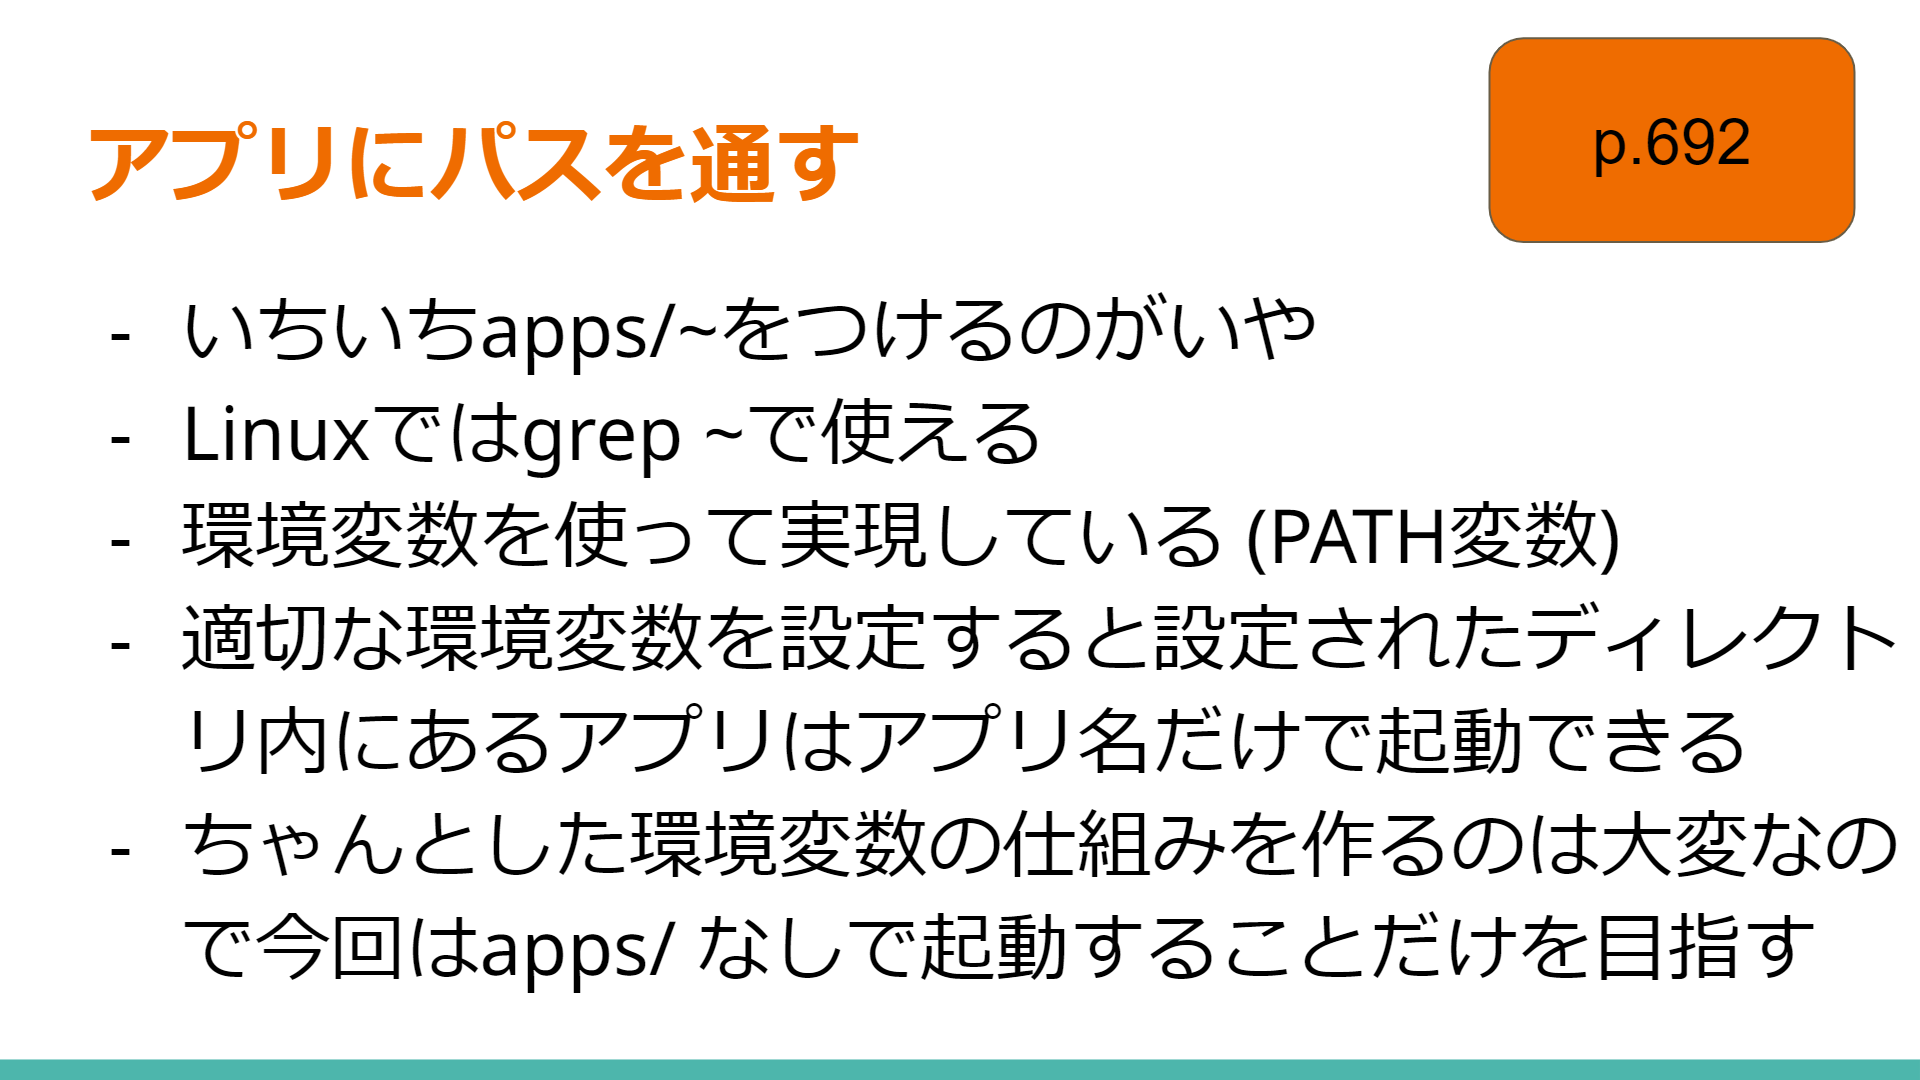 アプリにパスを通す
p.692
- いちいちapps/~をつけるのがいや
- Linuxではgrep ~で使える
- 環境変数を使って実現している (PATH変数)
- 適切な環境変数を設定すると設定されたディレクト
リ内にあるアプリはアプリ名だけで起動できる
- ちゃんとした環境変数の仕組みを作るのは大変なの
で今回はapps/ なしで起動することだけを目指す